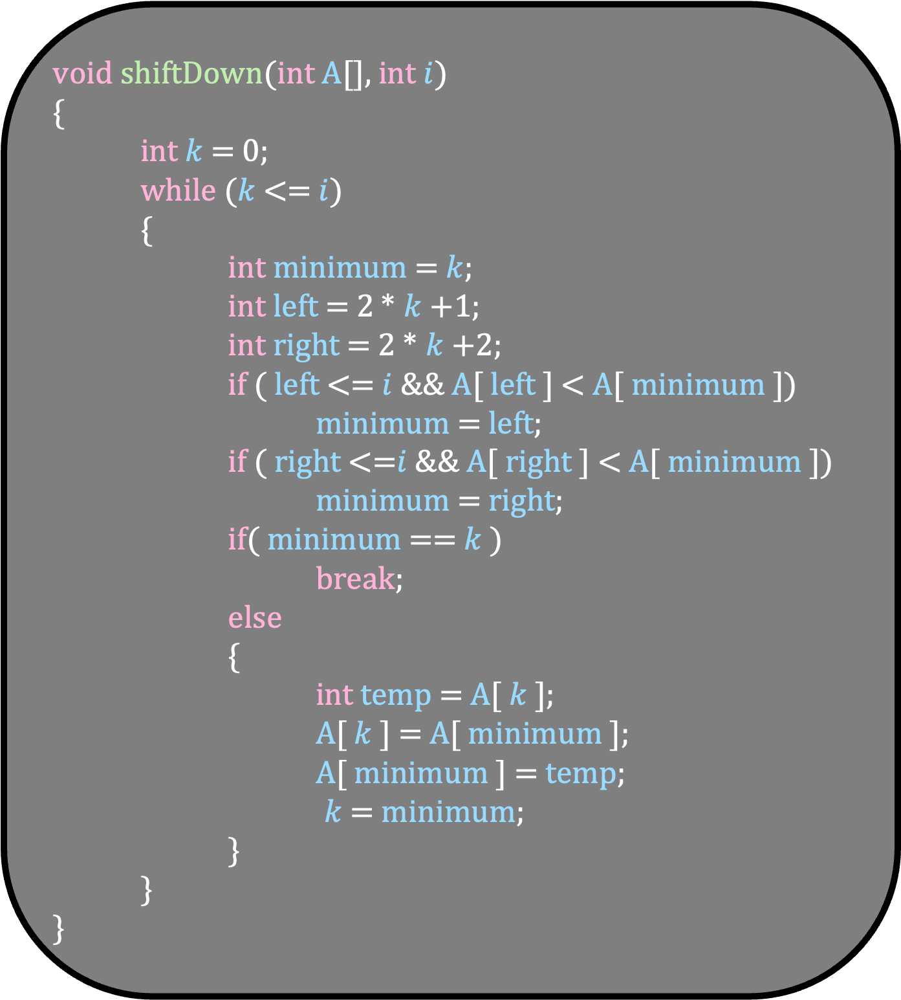 void shiftDown(int A[], int i)
{
int k = 0;
while (k <= i)
{
int minimum = k;
int left = 2 * k +1;
int right = 2 * k +2;
if ( left <= i && A[ left ] < A[ minimum ])
minimum = left;
if ( right <=i && A[ right ] < A[ minimum ])
minimum = right;
if( minimum == k )
break;
else
{
int temp = A[ k ];
A[ k ] = A[ minimum ];
A[ minimum ] = temp;
k = minimum;
}
}
}